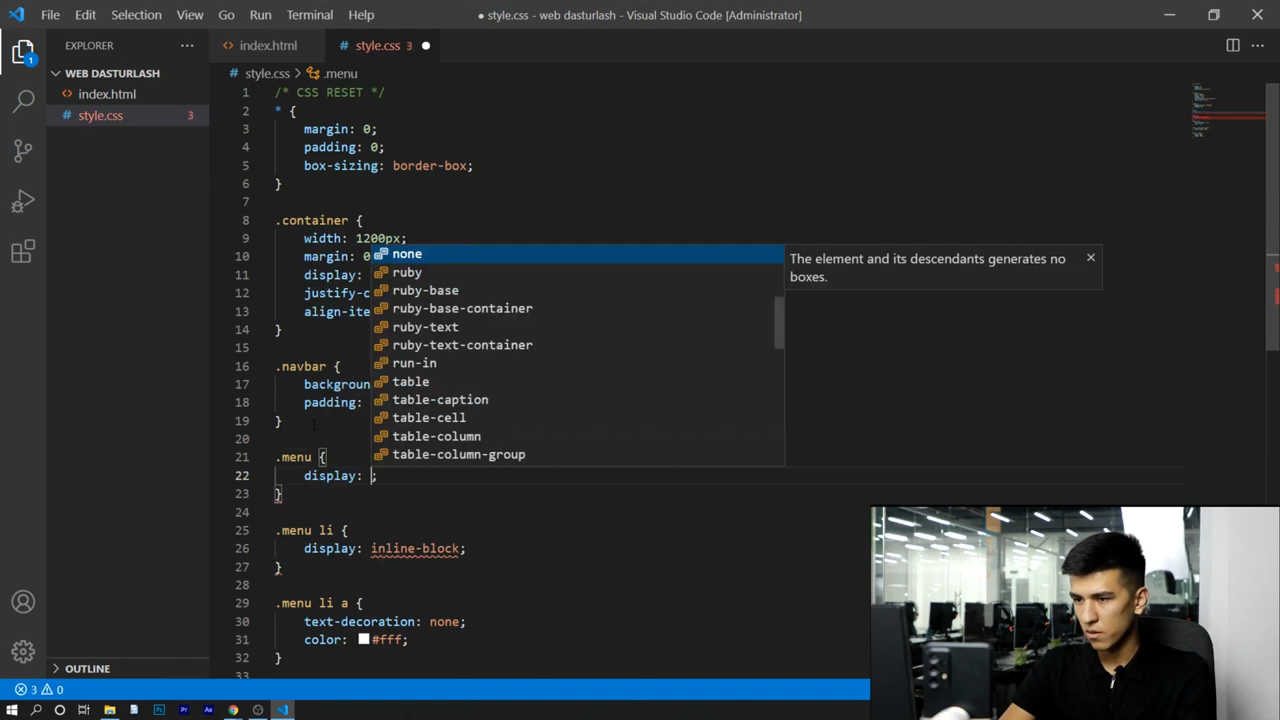 File Edit Selection View Go Run Terminal Help
● style.css - web dasturlash - Visual Studio Code [Administrator]
EXPLORER
WEB DASTURLASH
index.html
style.css 3
OUTLINE
1
index.html
style.css 3
style.css > .menu
1 /* CSS RESET */
2 * {
3 margin: 0;
4 padding: 0;
5 box-sizing: border-box;
6 }
7
8 .container {
9 width: 1200px;
10 margin: 0
11 display:
12 justify-c
13 align-ite
14 }
15
16 .navbar {
17 backgroun
18 padding:
19 }
20
21 .menu {
22 display: ;
23 }
24
25 .menu li {
26 display: inline-block;
27 }
28
29 .menu li a {
30 text-decoration: none;
31 color: #fff;
32 }
33
none
ruby
ruby-base
ruby-base-container
ruby-text
ruby-text-container
run-in
table
table-caption
table-cell
table-column
table-column-group
The element and its descendants generates no
boxes.
3 0
Ps Pr Ae